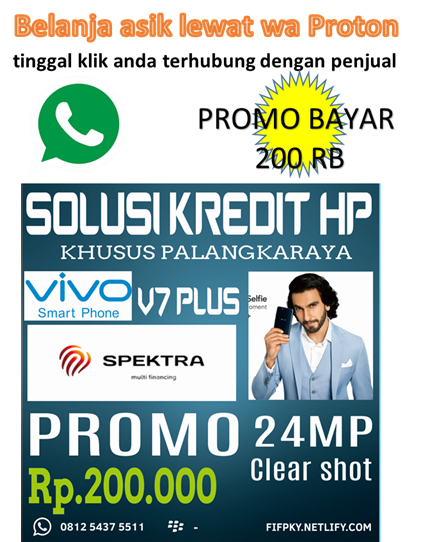 Belanja asik lewat wa Proton
tinggal klik anda terhubung dengan penjual
PROMO BAYAR
200 RB
SOLUSI KREDIT HP
KHUSUS PALANGKARAYA
vivo
Smart Phone
V7 PLUS
Selfie
oment
SPEKTRA
multi financing
PROMO
Rp.200.000
24MP
Clear shot
0812 5437 5511
-
FIFPKY.NETLIFY.COM